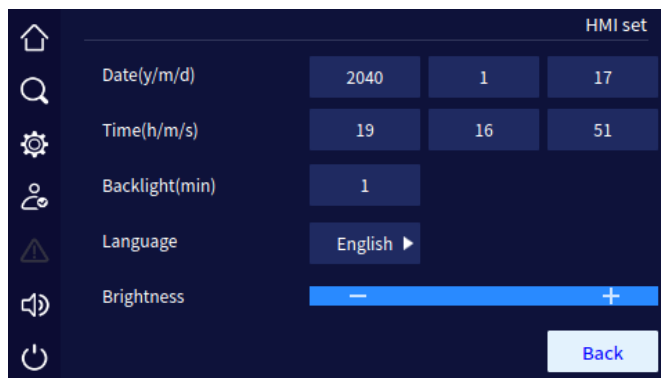 HMI set
Date(y/m/d) 2040 1 17
Time(h/m/s) 19 16 51
Backlight(min) 1
Language English
Brightness − +
Back